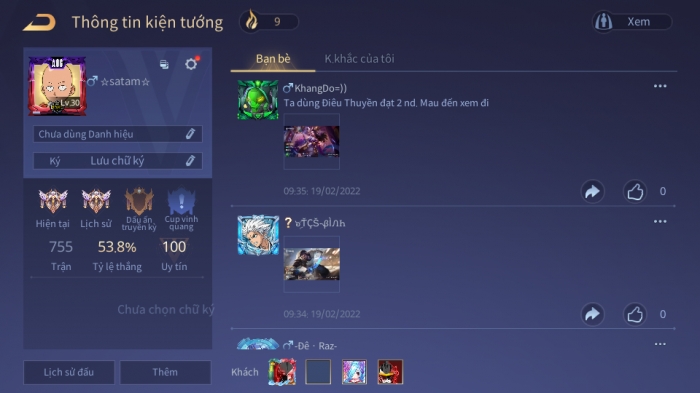 Thông tin kiện tướng
9
Xem
AOG
☆satam☆
Lv.30
Chưa dùng Danh hiệu
Ký Lưu chữ ký
Hiện tại
Lịch sử
Dấu ấn truyền kỳ
Cup vinh quang
755 53,8% 100
Trận Tỷ lệ thắng Uy tín
Chưa chọn chữ ký
Lịch sử đấu
Thêm
Bạn bè
K.khắc của tôi
KhangDo=))
Ta dùng Điêu Thuyền đạt 2 nd. Mau đến xem đi
09:35: 19/02/2022
0
09:34: 19/02/2022
0
-Đê · Raz-
Khách